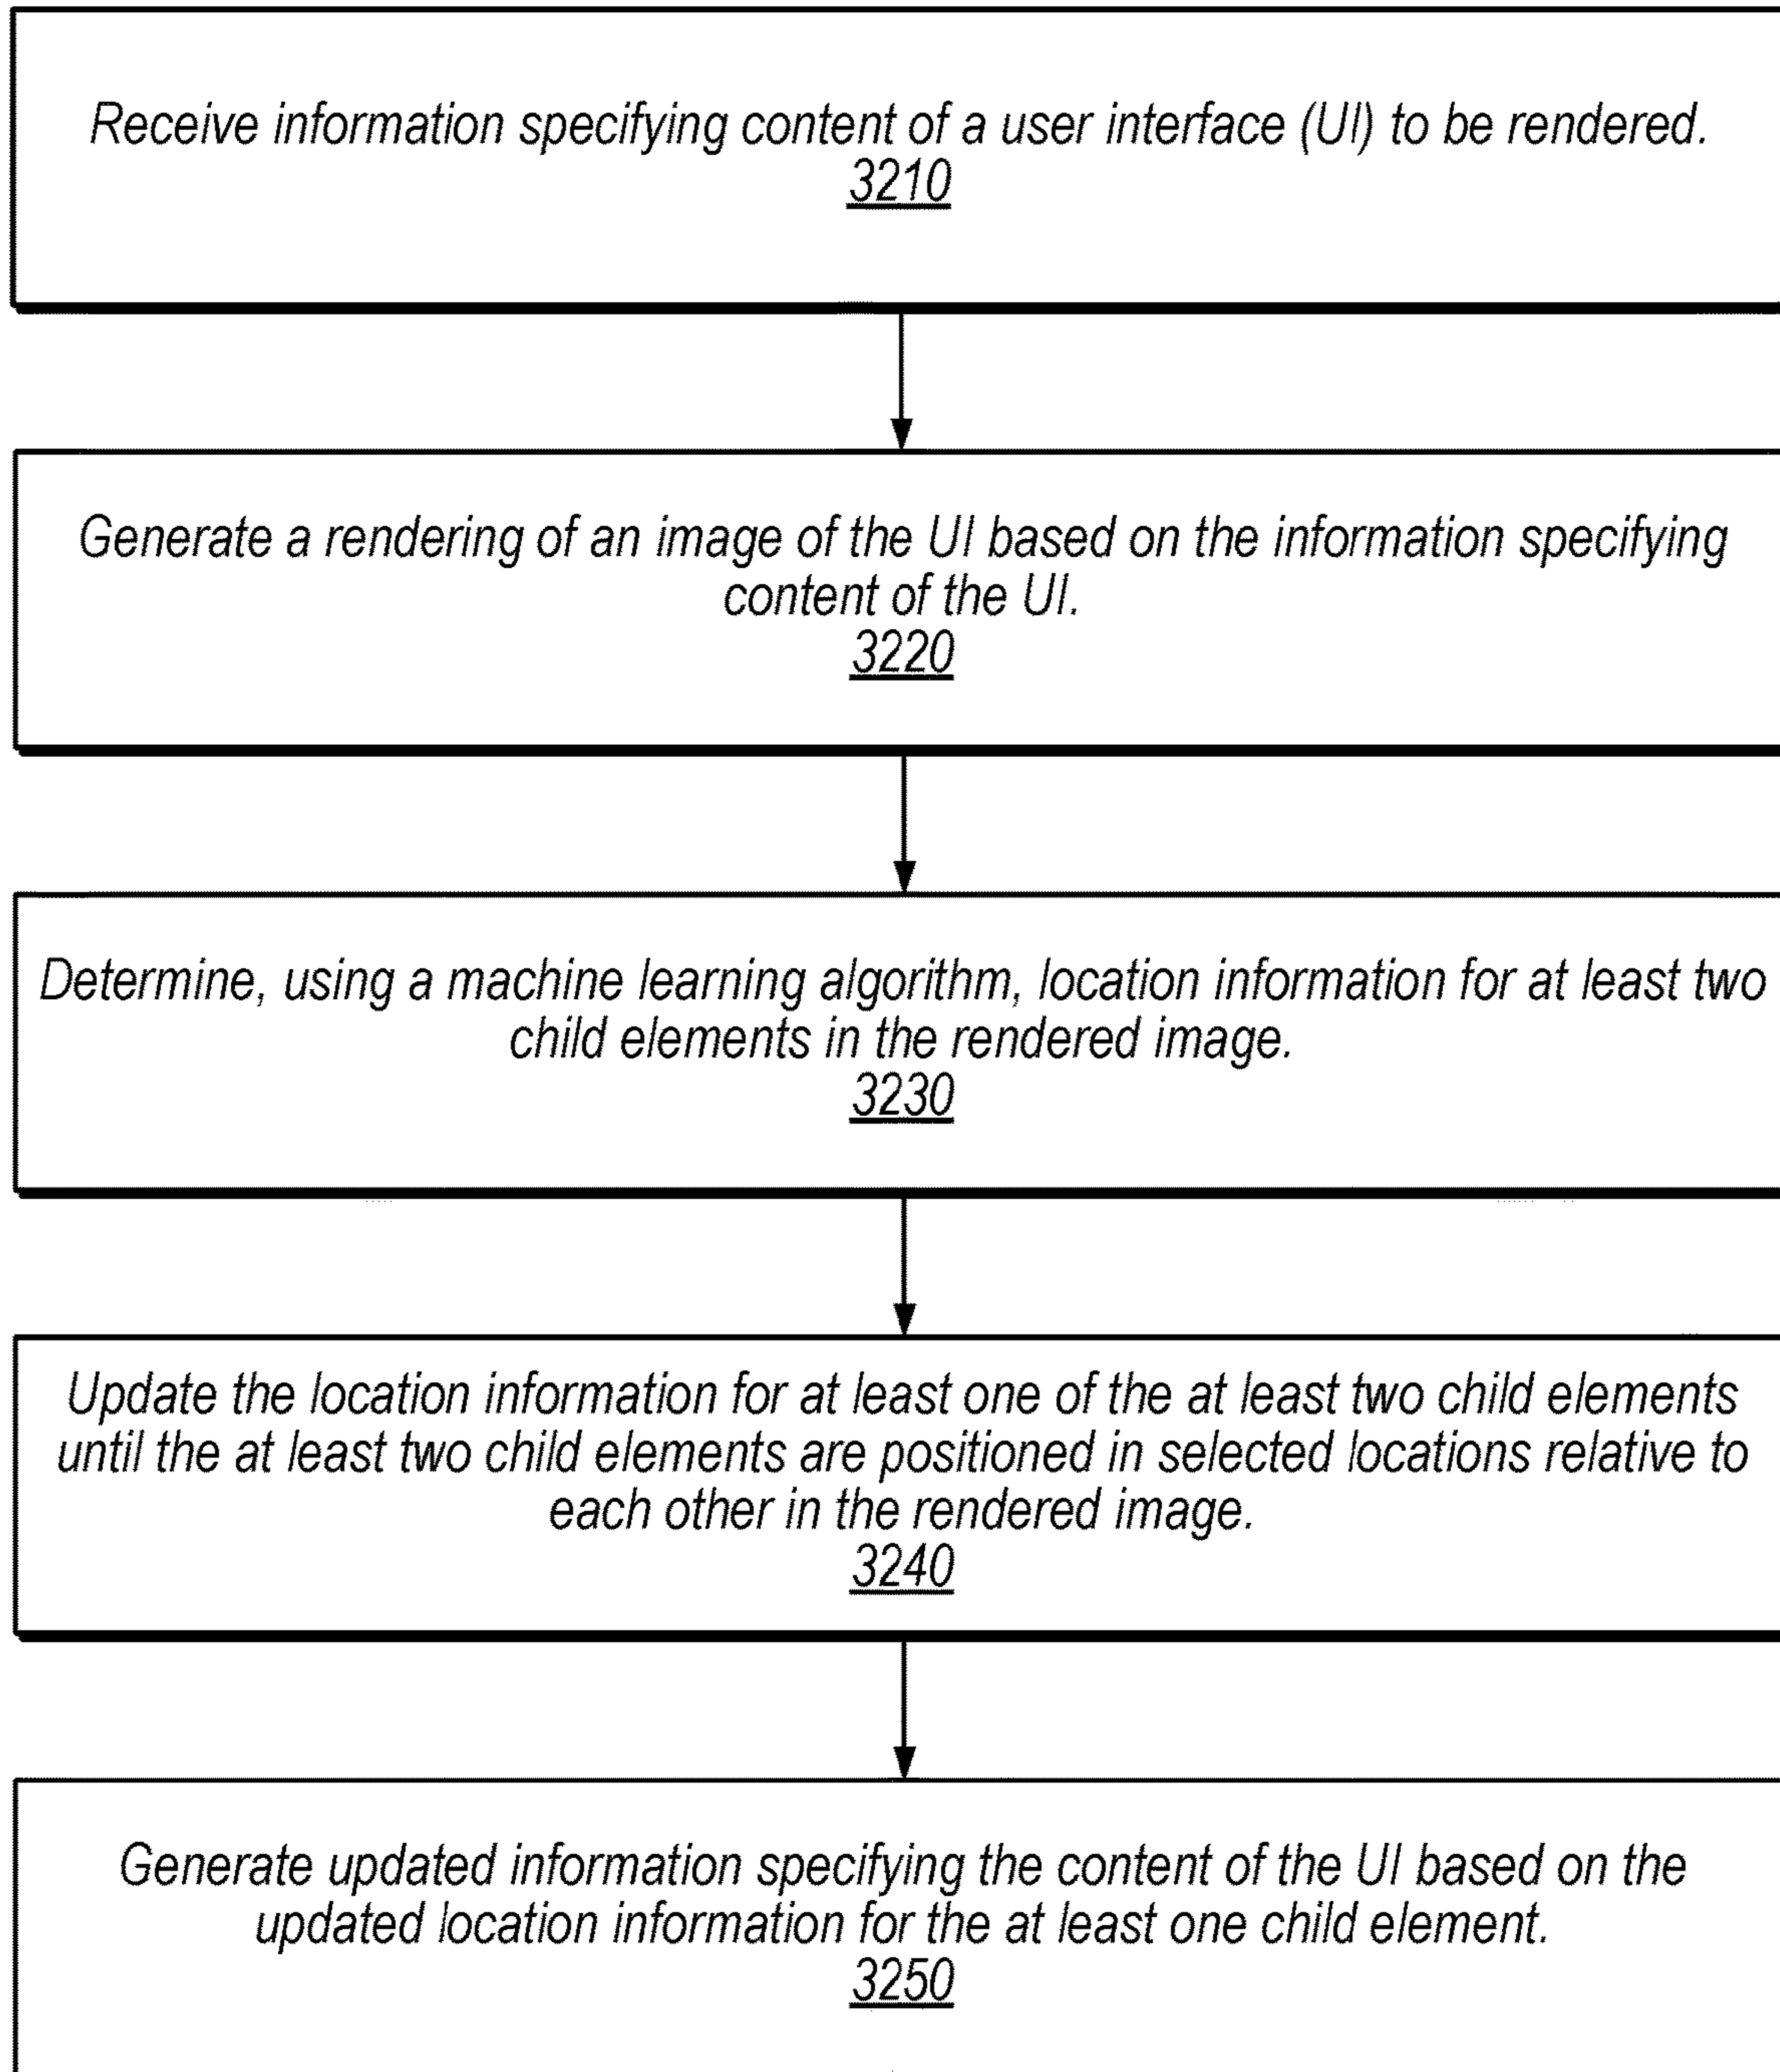 Receive information specifying content of a user interface (UI) to be rendered.
3210
Generate a rendering of an image of the UI based on the information specifying
content of the UI.
3220
Determine, using a machine learning algorithm, location information for at least two
child elements in the rendered image.
3230
Update the location information for at least one of the at least two child elements
until the at least two child elements are positioned in selected locations relative to
each other in the rendered image.
3240
Generate updated information specifying the content of the UI based on the
updated location information for the at least one child element.
3250